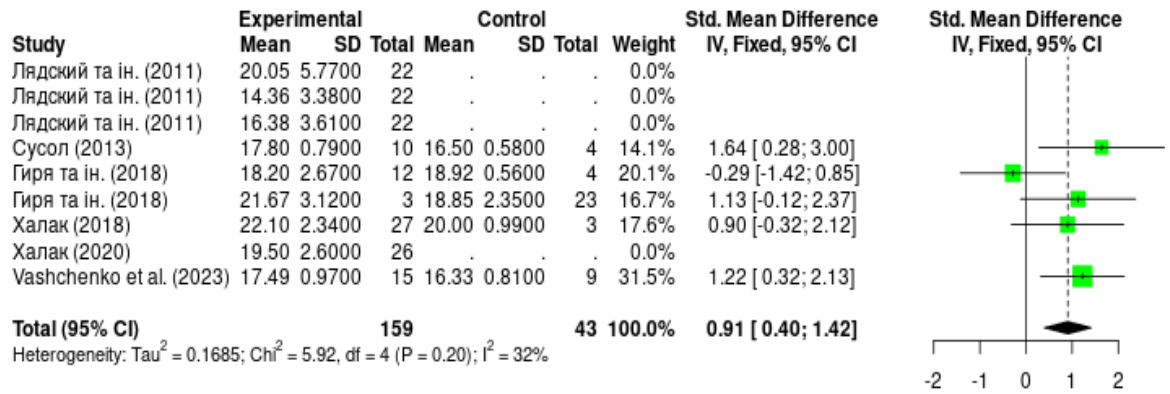 Experimental Control Std. Mean Difference Std. Mean Difference
Study Mean SD Total Mean SD Total Weight IV, Fixed, 95% CI IV, Fixed, 95% CI
Лядский та ін. (2011) 20.05 5.7700 22 . . . 0.0%
Лядский та ін. (2011) 14.36 3.3800 22 . . . 0.0%
Лядский та ін. (2011) 16.38 3.6100 22 . . . 0.0%
Сусол (2013) 17.80 0.7900 10 16.50 0.5800 4 14.1% 1.64 [ 0.28; 3.00]
Гиря та ін. (2018) 18.20 2.6700 12 18.92 0.5600 4 20.1% -0.29 [-1.42; 0.85]
Гиря та ін. (2018) 21.67 3.1200 3 18.85 2.3500 23 16.7% 1.13 [-0.12; 2.37]
Халак (2018) 22.10 2.3400 27 20.00 0.9900 3 17.6% 0.90 [-0.32; 2.12]
Халак (2020) 19.50 2.6000 26 . . . 0.0%
Vashchenko et al. (2023) 17.49 0.9700 15 16.33 0.8100 9 31.5% 1.22 [ 0.32; 2.13]
Total (95% CI) 159 43 100.0% 0.91 [ 0.40; 1.42]
Heterogeneity: Tau² = 0.1685; Chi² = 5.92, df = 4 (P = 0.20); I² = 32%
-2 -1 0 1 2